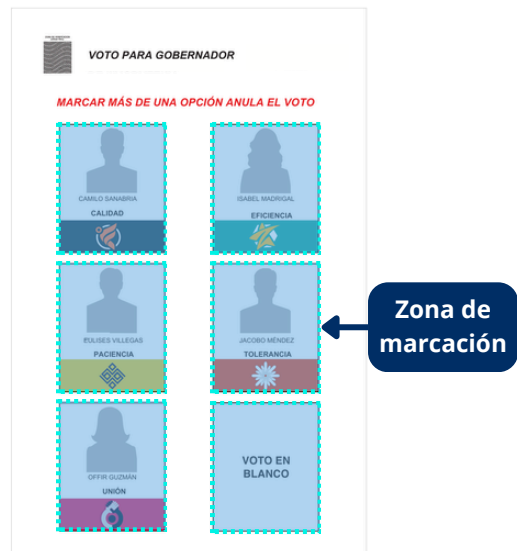 VOTO PARA GOBERNADOR
MARCAR MÁS DE UNA OPCIÓN ANULA EL VOTO
CAMILO SANABRIA
CALIDAD
ISABEL MADRIGAL
EFICIENCIA
EULISES VILLEGAS
PACIENCIA
JACOBO MÉNDEZ
TOLERANCIA
Zona de
marcación
OFFIR GUZMÁN
UNIÓN
VOTO EN
BLANCO